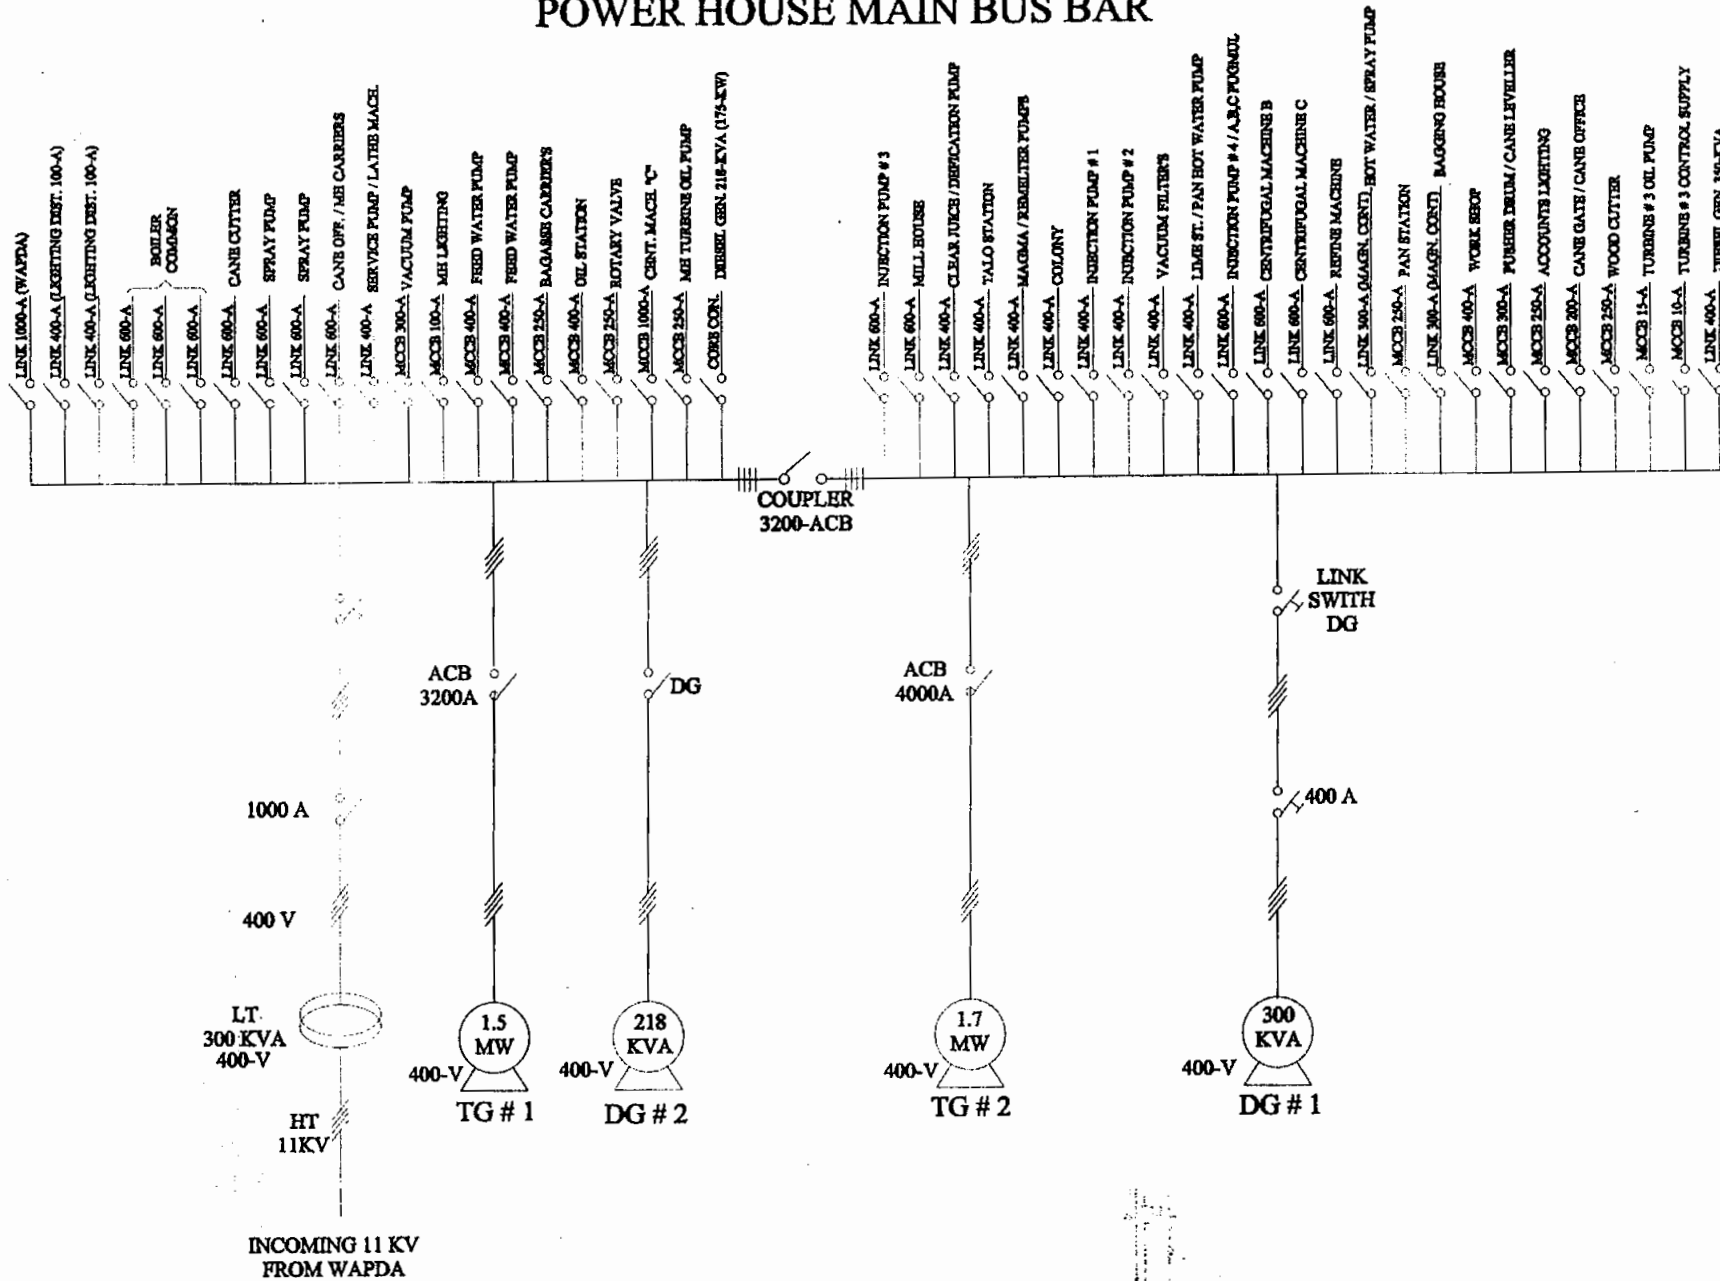 POWER HOUSE MAIN BUS BAR
LINK 1000-A (WAPDA)
LINK 400-A (LIGHTING DIST. 100-A)
LINK 400-A (LIGHTING DIST. 100-A)
BOILER
COMMON
LINK 600-A
LINK 600-A
LINK 600-A
LINK 600-A CANE CUTTER
LINK 600-A SPRAY PUMP
LINK 600-A SPRAY PUMP
LINK 600-A CANE OFF. / MH CARRIERS
LINK 400-A SERVICE PUMP / LATHE MACH.
MCCB 300-A VACUUM PUMP
MCCB 100-A MH LIGHTING
MCCB 400-A FEED WATER PUMP
MCCB 400-A FEED WATER PUMP
MCCB 250-A BAGASSE CARRIER'S
MCCB 400-A OIL STATION
MCCB 250-A ROTARY VALVE
MCCB 1000-A CENT. MACH. "C"
MCCB 250-A MH TURBINE OIL PUMP
CORE CON. DIESEL GEN. 218-KVA (175-KW)
LINK 600-A INJECTION PUMP # 3
LINK 600-A MILL HOUSE
LINK 400-A CLEAR JUICE / DEFICATION PUMP
LINK 400-A TALO STATION
LINK 400-A MAGMA / REMELTER PUMPS
LINK 400-A COLONY
LINK 400-A INJECTION PUMP # 1
LINK 400-A INJECTION PUMP # 2
LINK 400-A VACUUM FILTER'S
LINK 400-A LIME ST. / PAN HOT WATER PUMP
LINK 600-A INJECTION PUMP # 4 / A,B,C PUGMUL
LINK 600-A CENTRIFUGAL MACHINE B
LINK 600-A CENTRIFUGAL MACHINE C
LINK 600-A REFINE MACHINE
LINK 300-A (MAGN. CONT) HOT WATER / SPRAY PUMP
MCCB 250-A PAN STATION
LINK 300-A (MAGN. CONT) BAGGING HOUSE
MCCB 400-A WORK SHOP
MCCB 300-A PUSHER DRUM / CANE LEVELLER
MCCB 250-A ACCOUNTS LIGHTING
MCCB 200-A CANE GATE / CANE OFFICE
MCCB 250-A WOOD CUTTER
MCCB 15-A TURBINE # 3 OIL PUMP
MCCB 10-A TURBINE # 3 CONTROL SUPPLY
LINK 400-A
COUPLER
3200-ACB
LINK
SWITH
DG
ACB
3200A
DG
ACB
4000A
1000 A
400 A
400 V
LT
300 KVA
400-V
1.5
MW
400-V
TG # 1
218
KVA
400-V
DG # 2
1.7
MW
400-V
TG # 2
300
KVA
400-V
DG # 1
HT
11KV
INCOMING 11 KV
FROM WAPDA